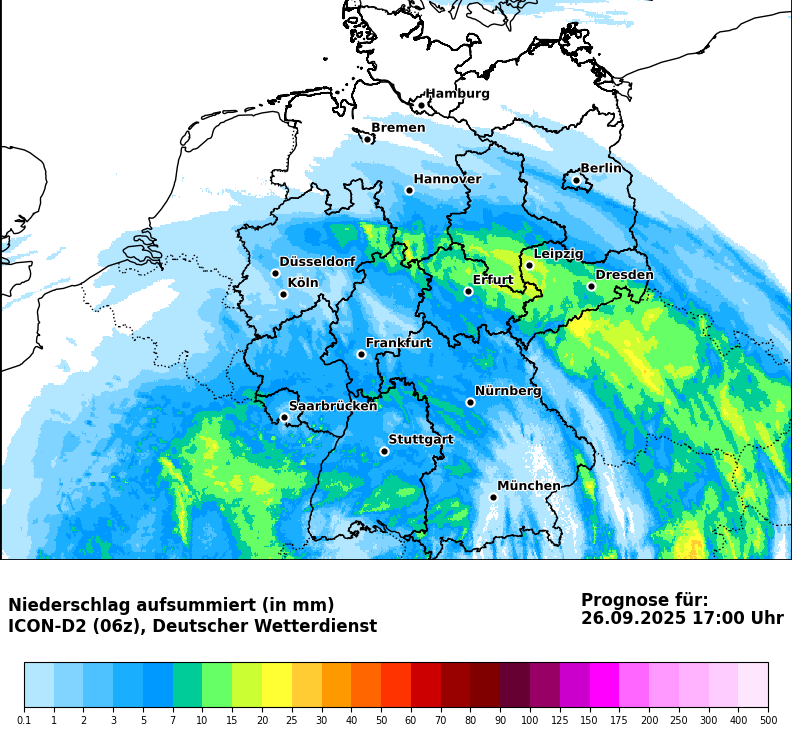 Hamburg
Bremen
Berlin
Hannover
Leipzig
Düsseldorf
Dresden
Köln
Erfurt
Frankfurt
Nürnberg
Saarbrücken
Stuttgart
München
Niederschlag aufsummiert (in mm)
ICON-D2 (06z), Deutscher Wetterdienst
Prognose für:
26.09.2025 17:00 Uhr
0.1 1 2 3 5 7 10 15 20 25 30 40 50 60 70 80 90 100 125 150 175 200 250 300 400 500